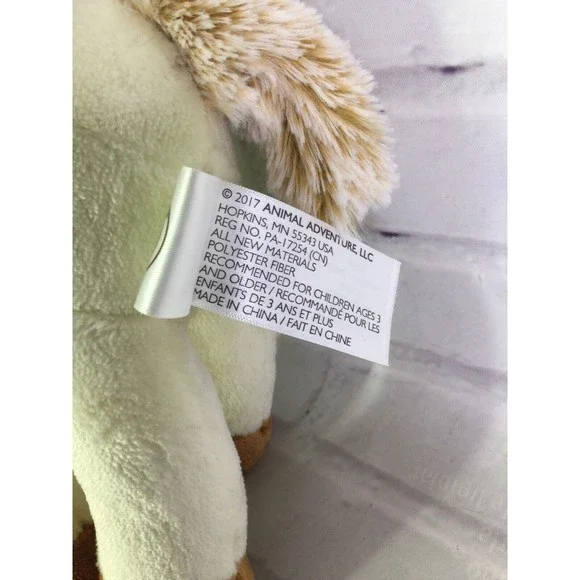 © 2017 ANIMAL ADVENTURE, LLC
HOPKINS, MN 55343 USA
REG NO. PA-17254 (CN)
ALL NEW MATERIALS
POLYESTER FIBER
RECOMMENDED FOR CHILDREN AGES 3
AND OLDER / RECOMMANDÉ POUR LES
ENFANTS DE 3 ANS ET PLUS
MADE IN CHINA / FAIT EN CHINE